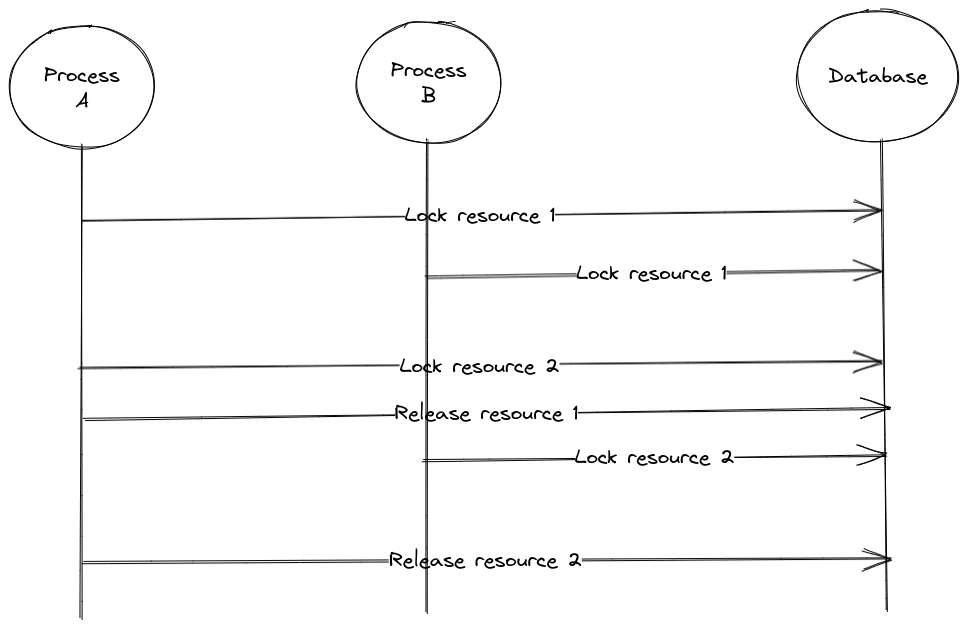 Process
A
Process
B
Database
Lock resource 1
Lock resource 1
Lock resource 2
Release resource 1
Lock resource 2
Release resource 2